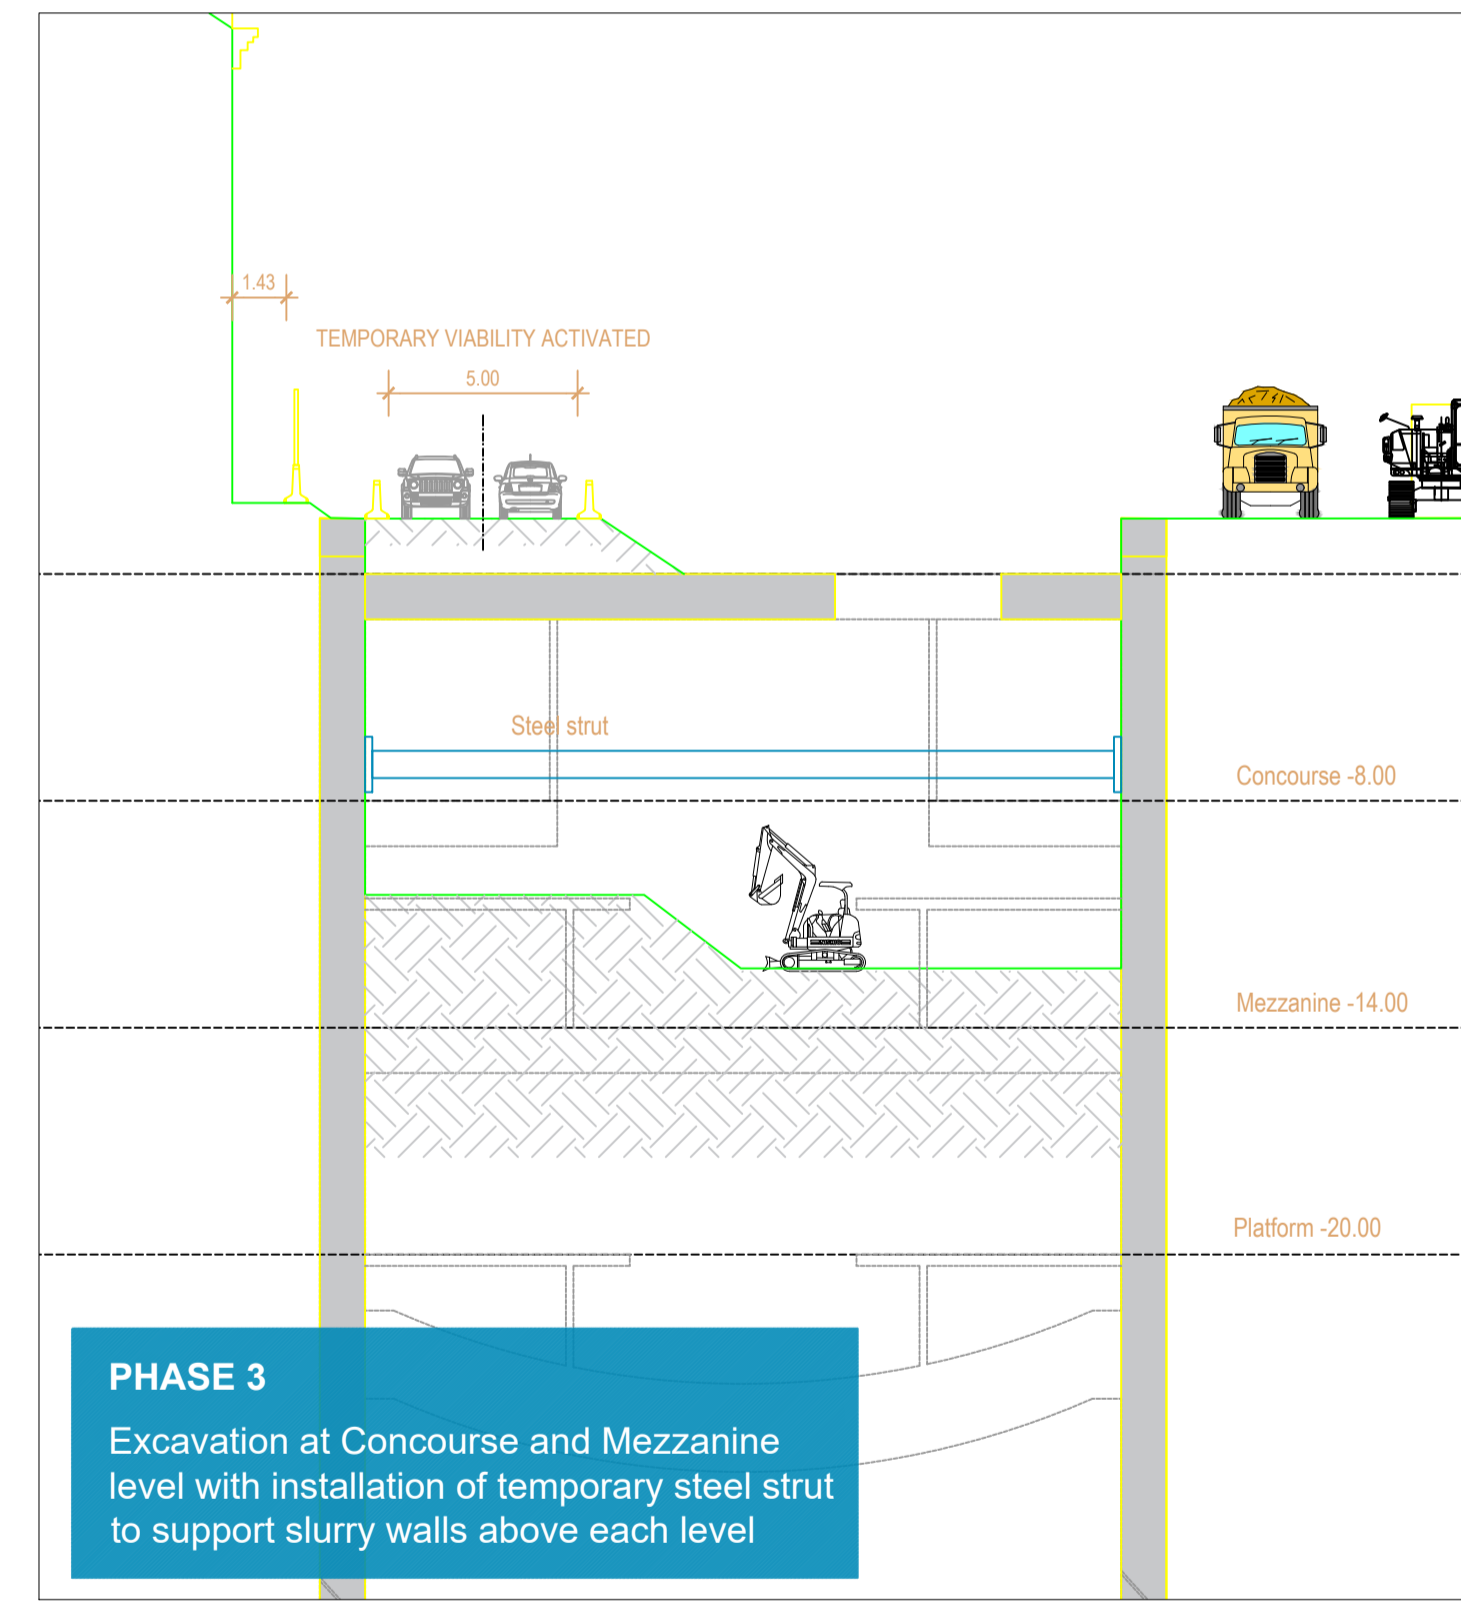 1.43
TEMPORARY VIABILITY ACTIVATED
5.00
Steel strut
Concourse -8.00
Mezzanine -14.00
Platform -20.00
PHASE 3
Excavation at Concourse and Mezzanine
level with installation of temporary steel strut
to support slurry walls above each level